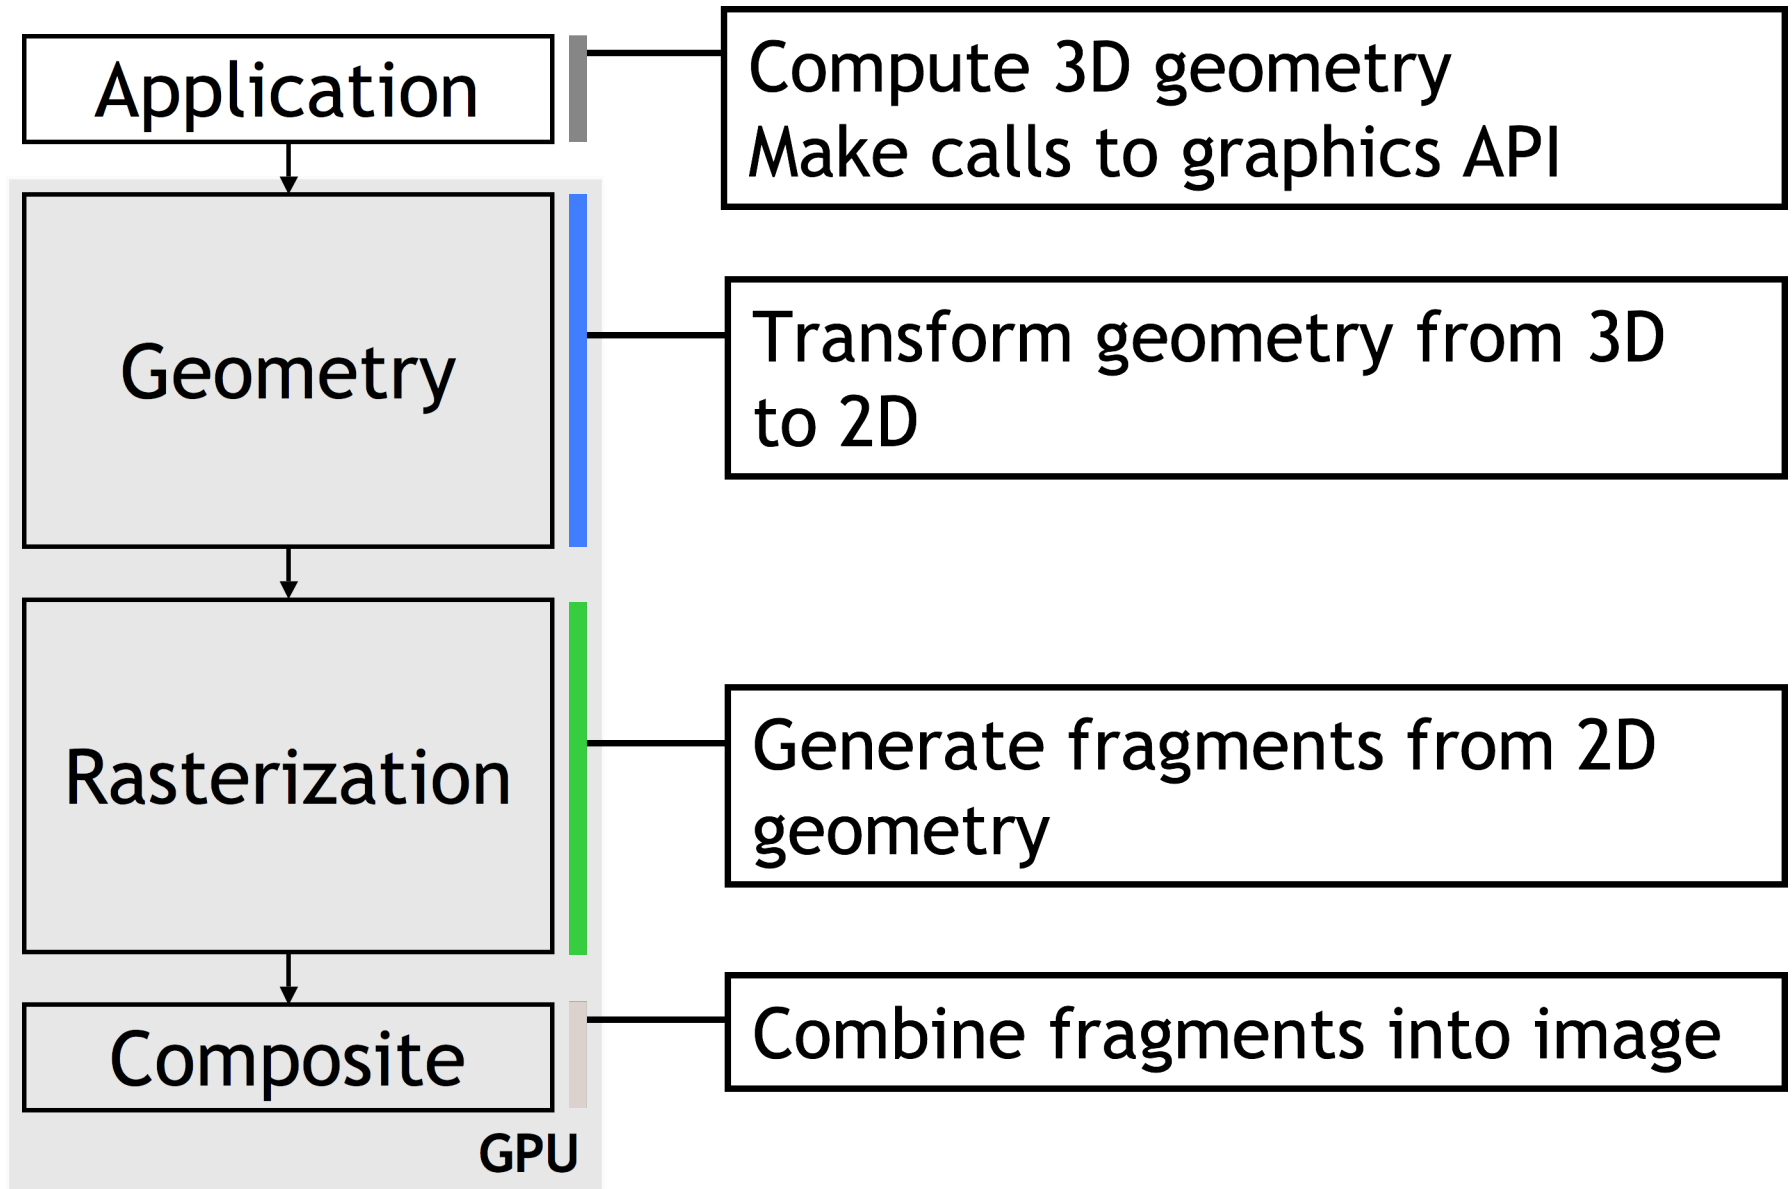 Application
Compute 3D geometry
Make calls to graphics API
Geometry
Transform geometry from 3D
to 2D
Rasterization
Generate fragments from 2D
geometry
Composite
Combine fragments into image
GPU